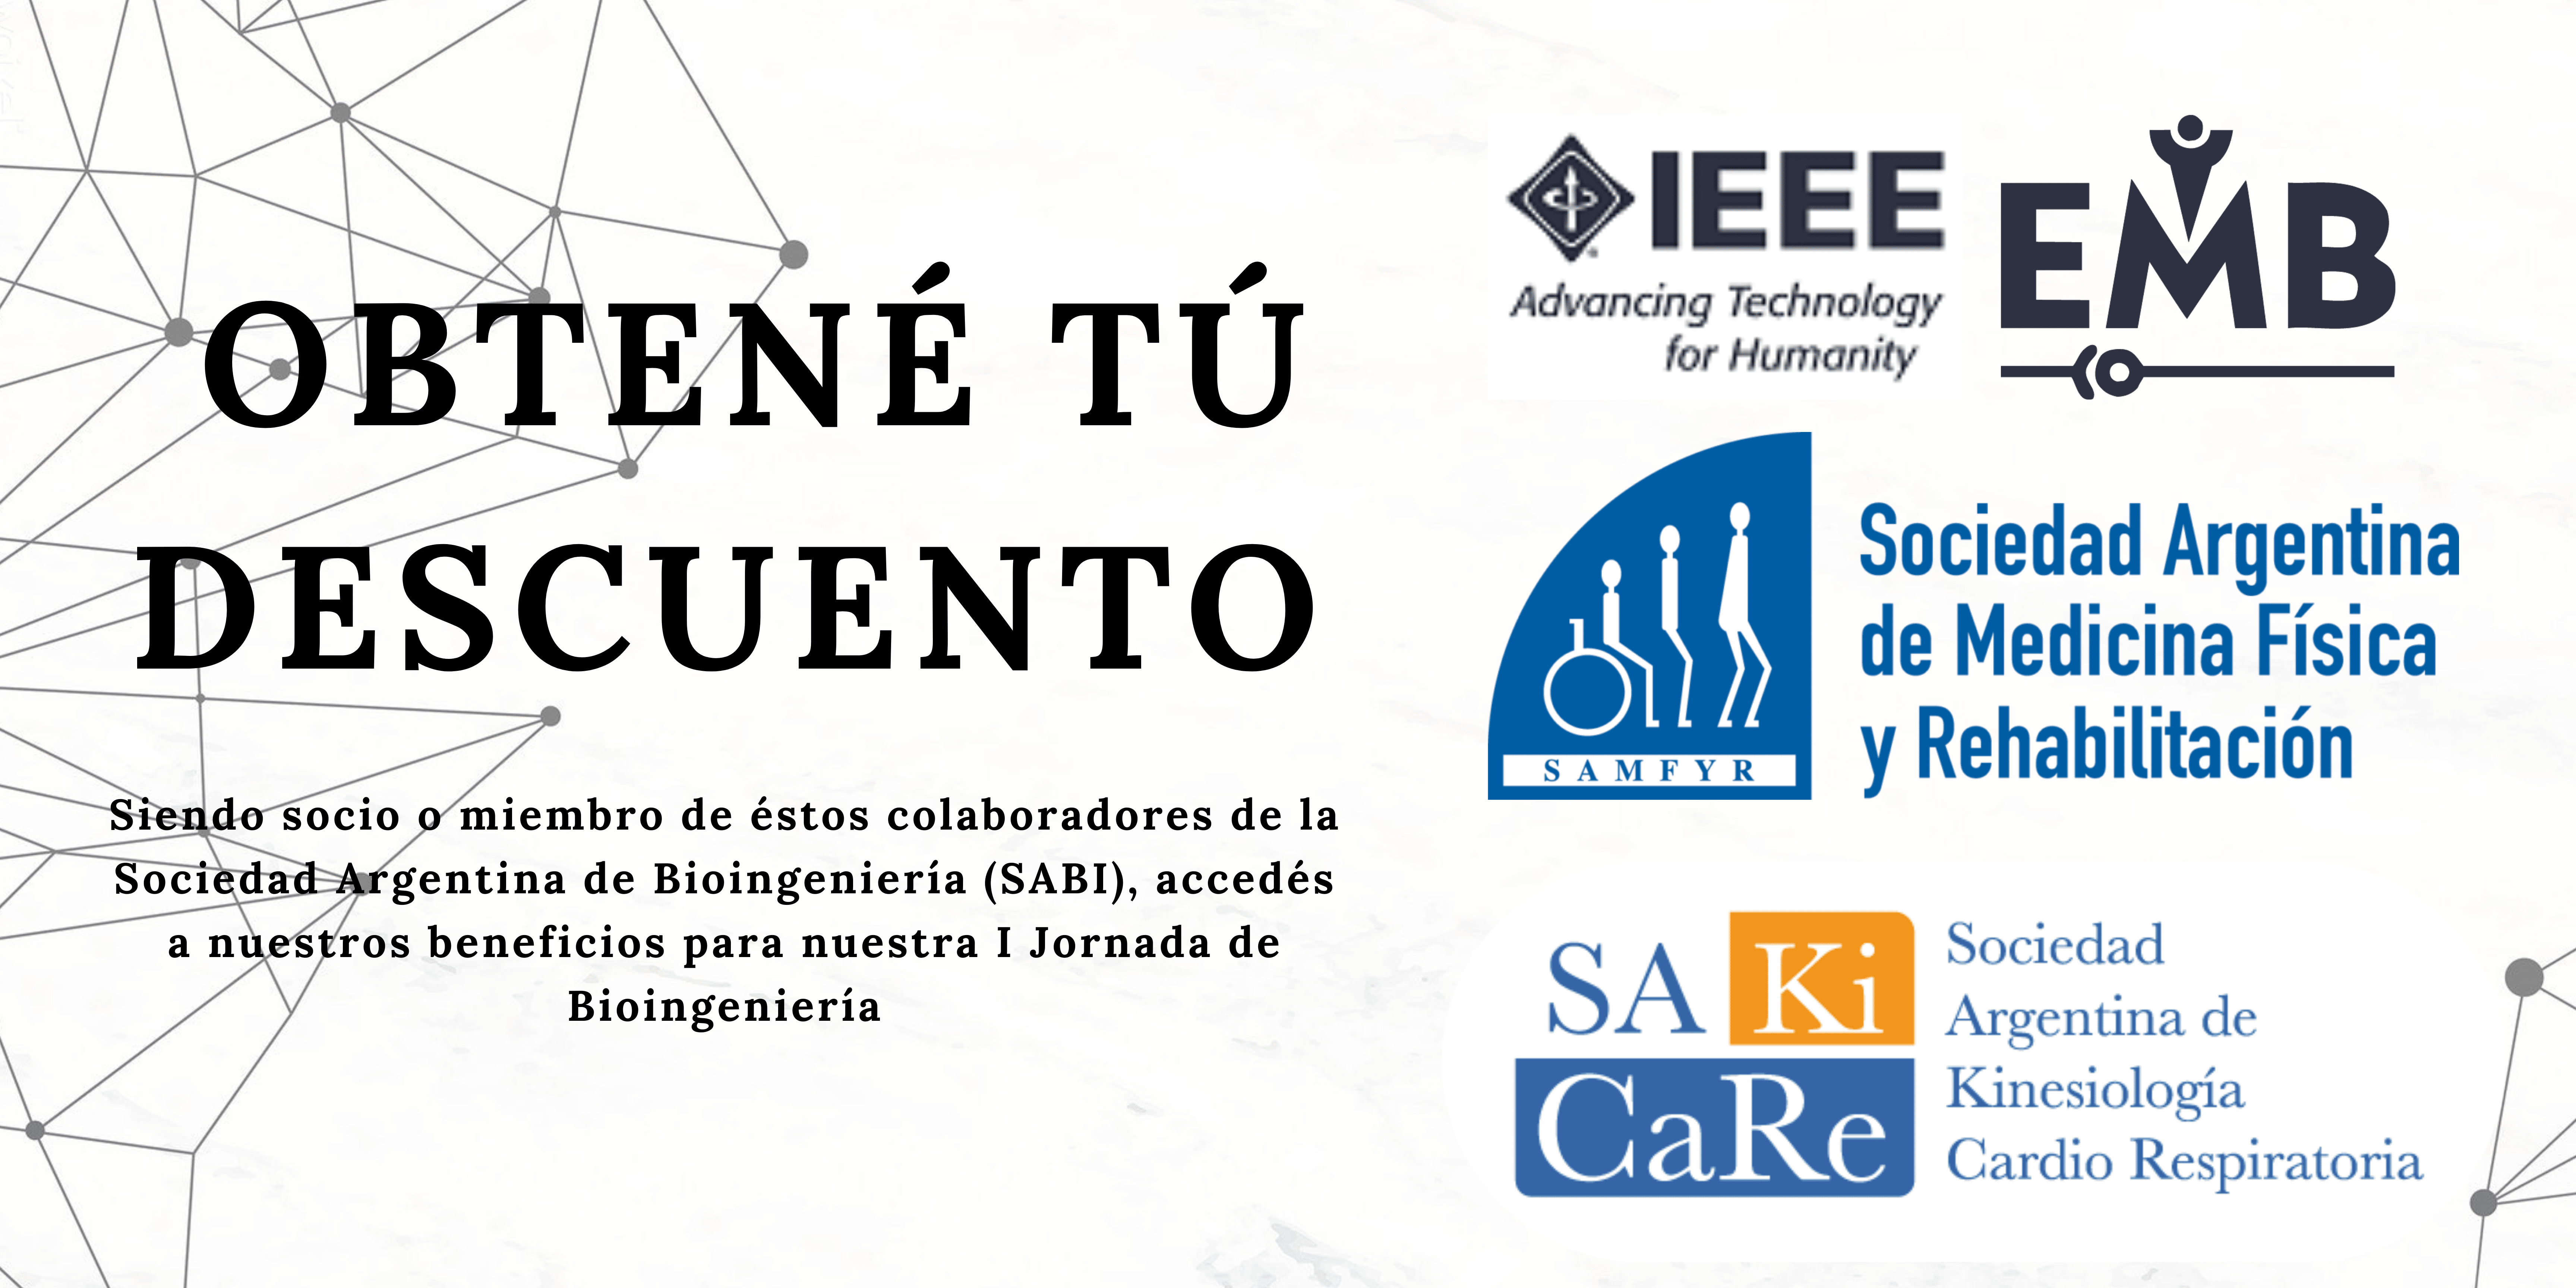 OBTENÉ TÚ
DESCUENTO
Siendo socio o miembro de éstos colaboradores de la
Sociedad Argentina de Bioingeniería (SABI), accedés
a nuestros beneficios para nuestra I Jornada de
Bioingeniería
IEEE
Advancing Technology
for Humanity
EMB
SAMFYR
Sociedad Argentina
de Medicina Física
y Rehabilitación
SA Ki
CaRe
Sociedad
Argentina de
Kinesiología
Cardio Respiratoria